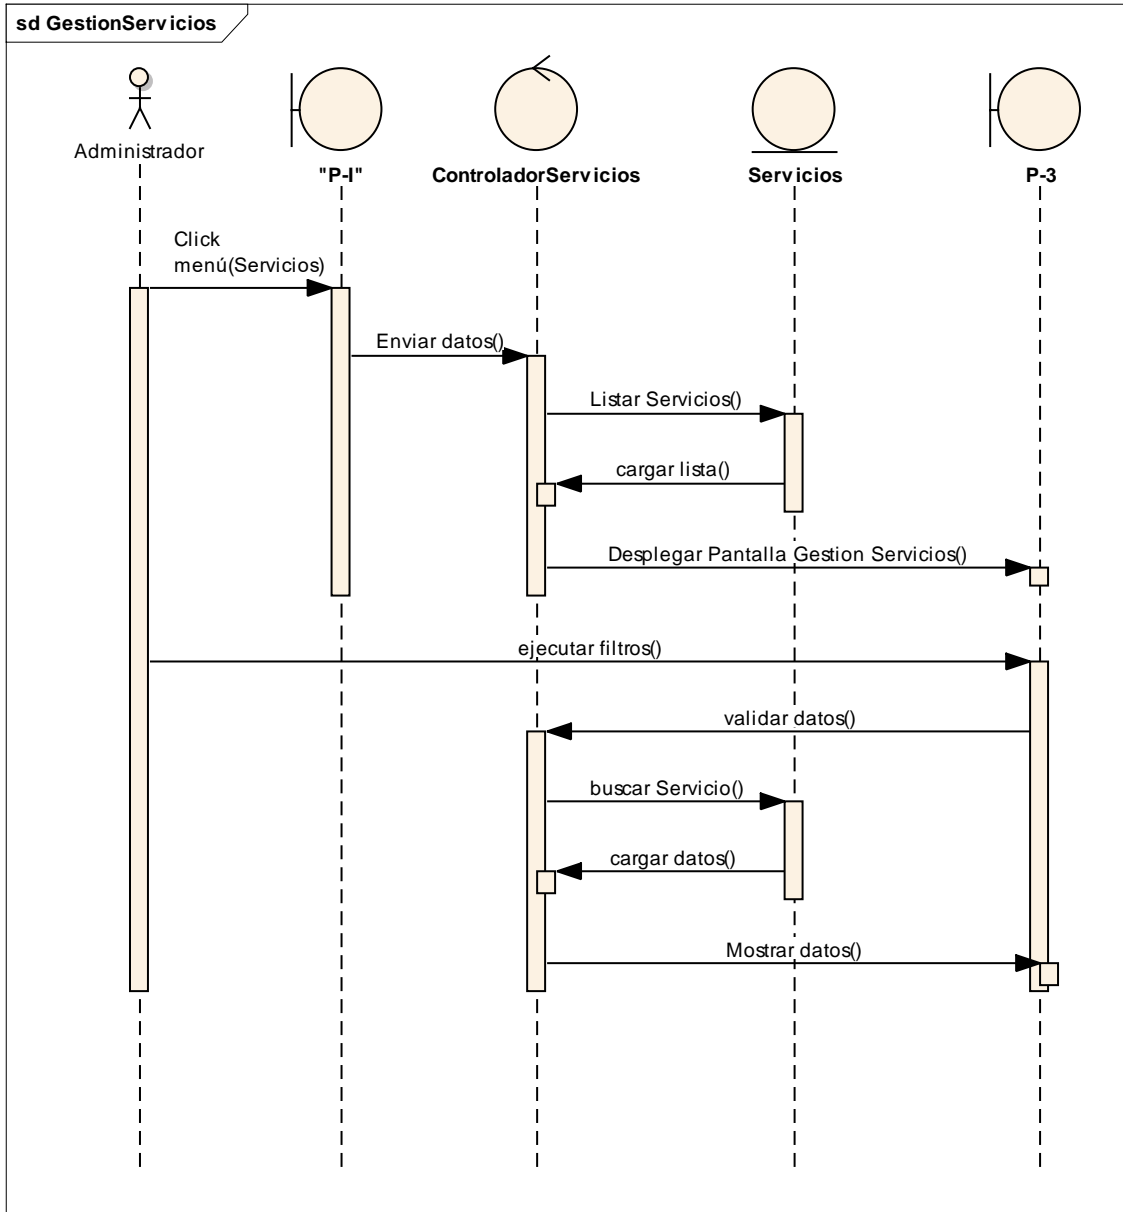 sd GestionServicios
Administrador
"P-I"
ControladorServicios
Servicios
P-3
Click
menú(Servicios)
Enviar datos()
Listar Servicios()
cargar lista()
Desplegar Pantalla Gestion Servicios()
ejecutar filtros()
validar datos()
buscar Servicio()
cargar datos()
Mostrar datos()